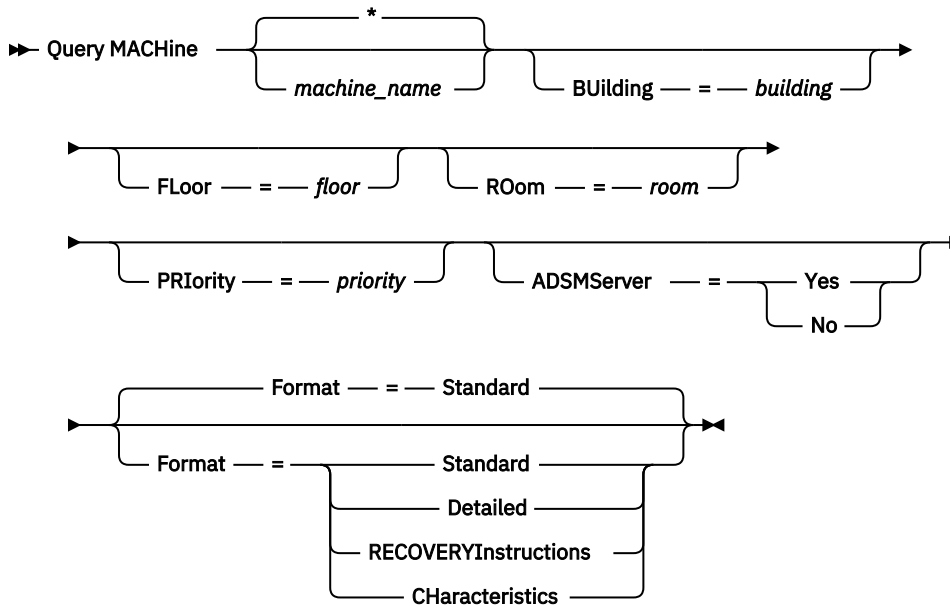 *
Query MACHine
machine_name
BUilding = building
FLoor = floor
ROom = room
PRIority = priority
ADSMServer = Yes
No
Format = Standard
Format = Standard
Detailed
RECOVERYInstructions
CHaracteristics